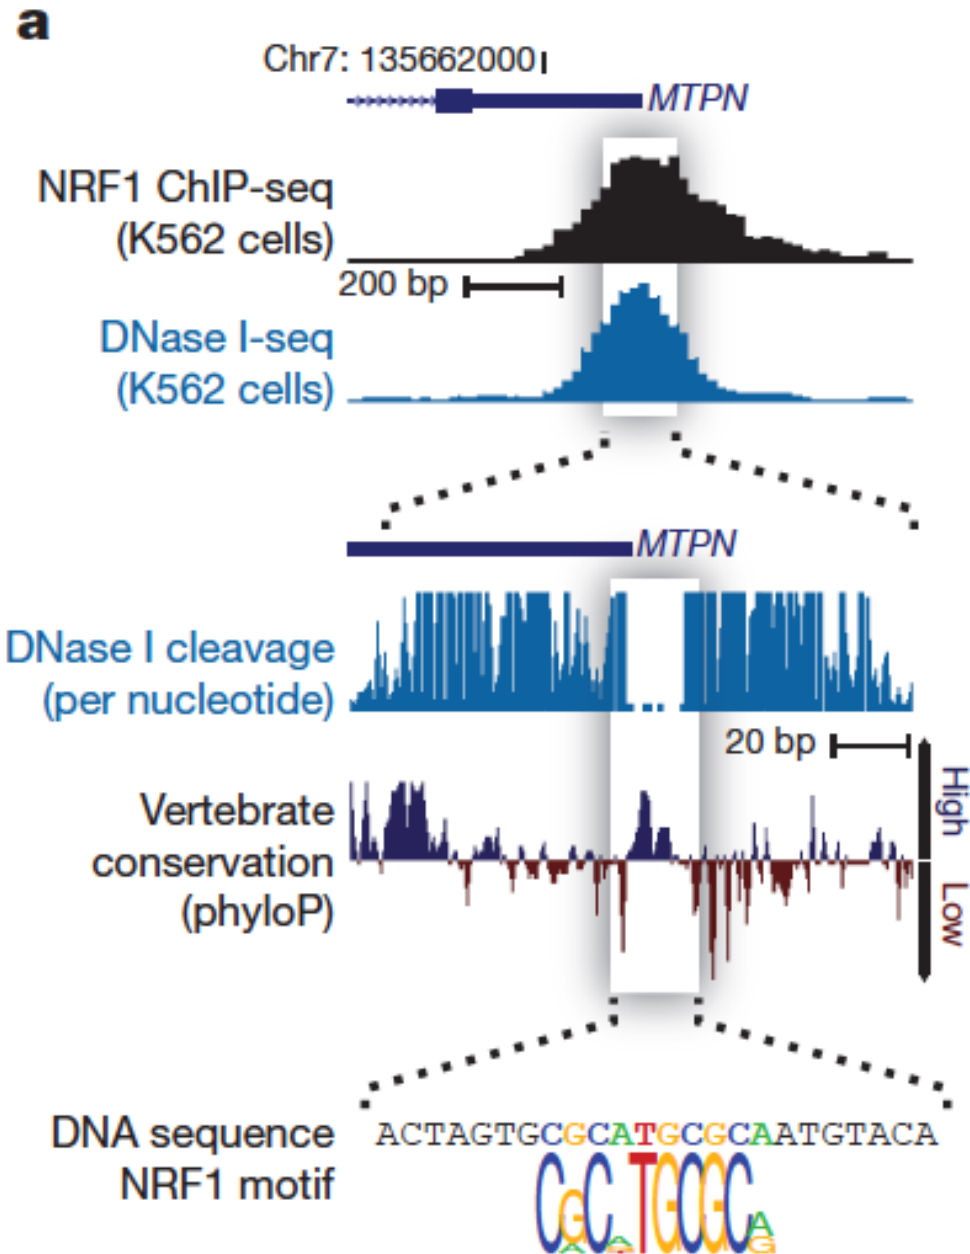 a
Chr7: 135662000
MTPN
NRF1 ChIP-seq
(K562 cells)
200 bp
DNase I-seq
(K562 cells)
MTPN
DNase I cleavage
(per nucleotide)
20 bp
High
Vertebrate
conservation
(phyloP)
Low
DNA sequence
ACTAGTGCGCATGCGCAATGTACA
NRF1 motif
CGCATGCGCA
A G G